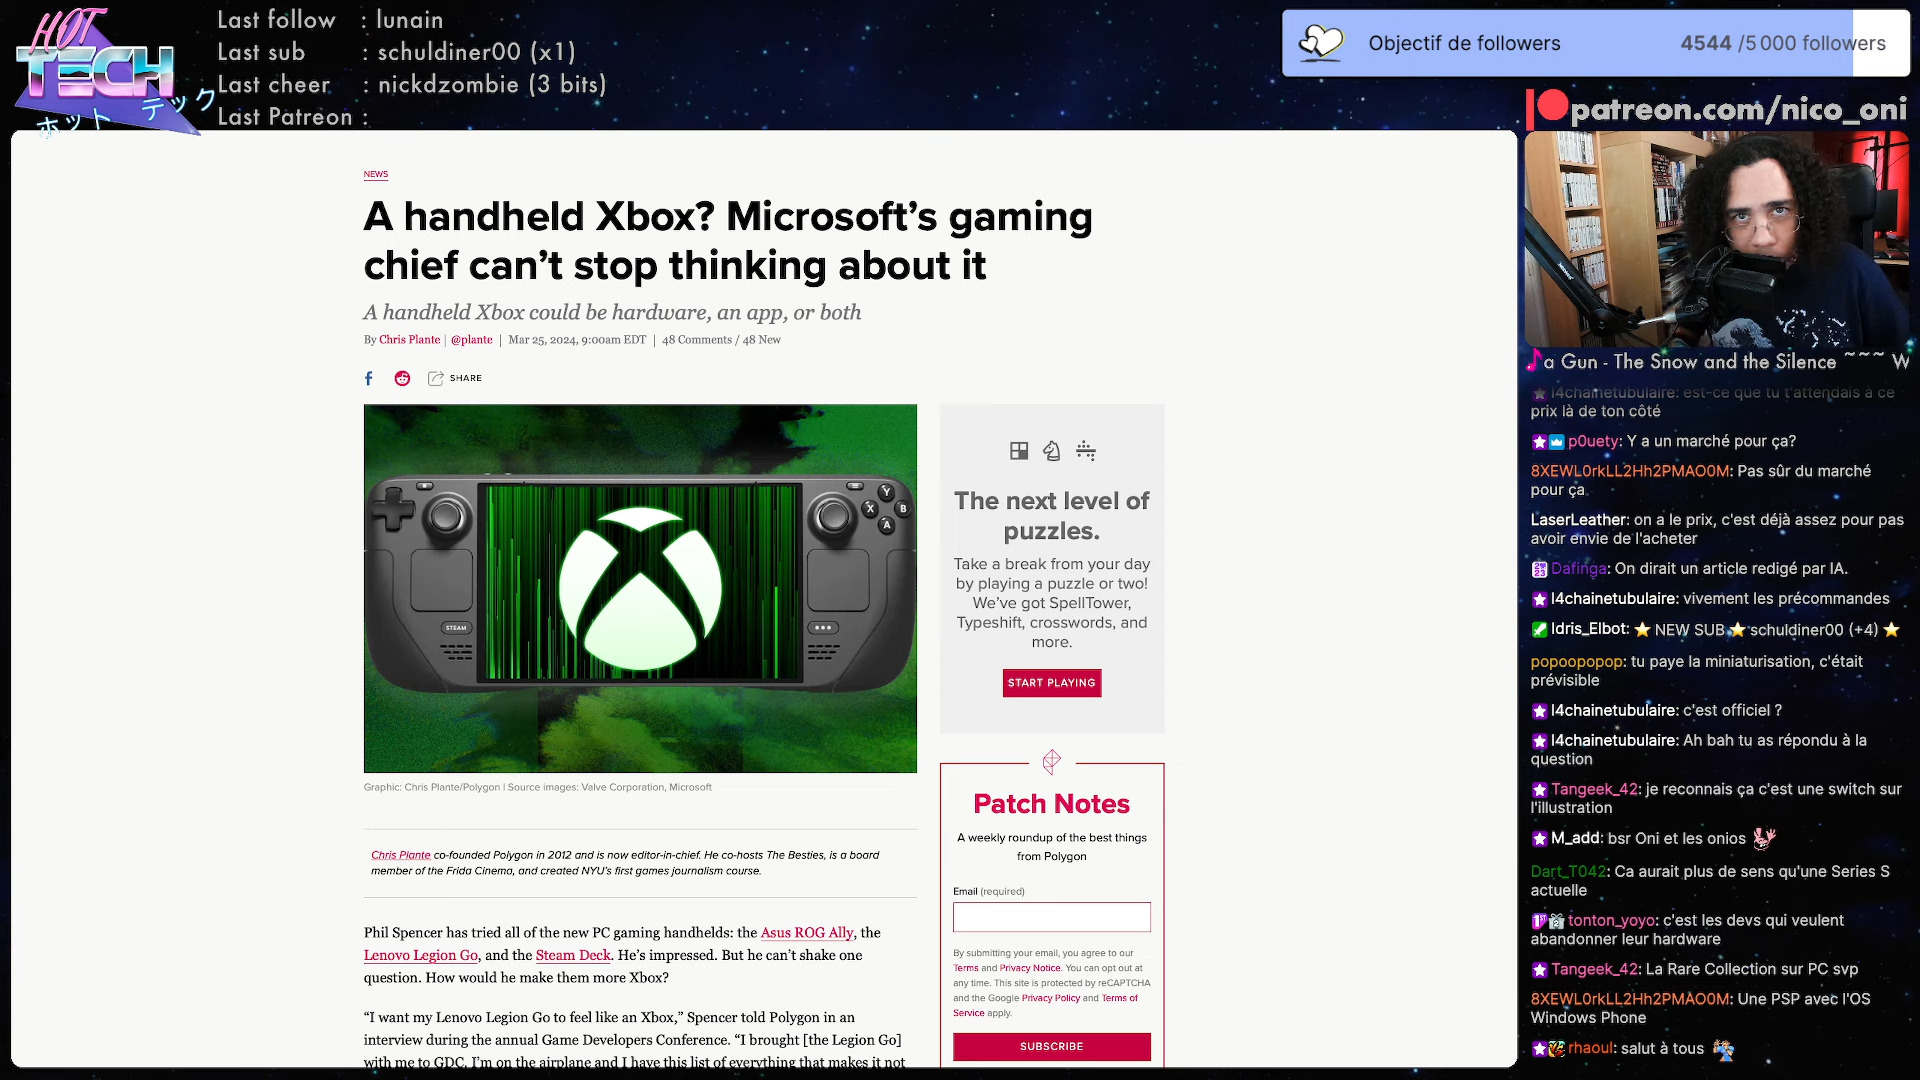 HOT
TECH
ホット テック
Last follow : lunain
Last sub : schuldiner00 (x1)
Last cheer : nickdzombie (3 bits)
Last Patreon :
Objectif de followers 4544 /5 000 followers
patreon.com/nico_oni
NEWS
A handheld Xbox? Microsoft’s gaming
chief can’t stop thinking about it
A handheld Xbox could be hardware, an app, or both
By Chris Plante | @plante | Mar 25, 2024, 9:00am EDT | 48 Comments / 48 New
SHARE
Y
X B
A
STEAM
Graphic: Chris Plante/Polygon | Source images: Valve Corporation, Microsoft
Chris Plante co-founded Polygon in 2012 and is now editor-in-chief. He co-hosts The Besties, is a board
member of the Frida Cinema, and created NYU’s first games journalism course.
Phil Spencer has tried all of the new PC gaming handhelds: the Asus ROG Ally, the
Lenovo Legion Go, and the Steam Deck. He’s impressed. But he can’t shake one
question. How would he make them more Xbox?
“I want my Lenovo Legion Go to feel like an Xbox,” Spencer told Polygon in an
interview during the annual Game Developers Conference. “I brought [the Legion Go]
with me to GDC. I’m on the airplane and I have this list of everything that makes it not
The next level of
puzzles.
Take a break from your day
by playing a puzzle or two!
We’ve got SpellTower,
Typeshift, crosswords, and
more.
START PLAYING
Patch Notes
A weekly roundup of the best things
from Polygon
Email (required)
By submitting your email, you agree to our
Terms and Privacy Notice. You can opt out at
any time. This site is protected by reCAPTCHA
and the Google Privacy Policy and Terms of
Service apply.
SUBSCRIBE
a Gun - The Snow and the Silence ~~~ W
l4chainetubulaire: est-ce que tu t'attendais à ce
prix là de ton côté
p0uety: Y a un marché pour ça?
8XEWL0rkLL2Hh2PMAO0M: Pas sûr du marché
pour ça
LaserLeather: on a le prix, c'est déjà assez pour pas
avoir envie de l'acheter
Dafinga: On dirait un article redigé par IA.
l4chainetubulaire: vivement les précommandes
Idris_Elbot: ⭐ NEW SUB ⭐ schuldiner00 (+4) ⭐
popoopopop: tu paye la miniaturisation, c'était
prévisible
l4chainetubulaire: c'est officiel ?
l4chainetubulaire: Ah bah tu as répondu à la
question
Tangeek_42: je reconnais ça c'est une switch sur
l'illustration
M_add: bsr Oni et les onios
Dart_T042: Ca aurait plus de sens qu'une Series S
actuelle
tonton_yoyo: c'est les devs qui veulent
abandonner leur hardware
Tangeek_42: La Rare Collection sur PC svp
8XEWL0rkLL2Hh2PMAO0M: Une PSP avec l'OS
Windows Phone
rhaoul: salut à tous